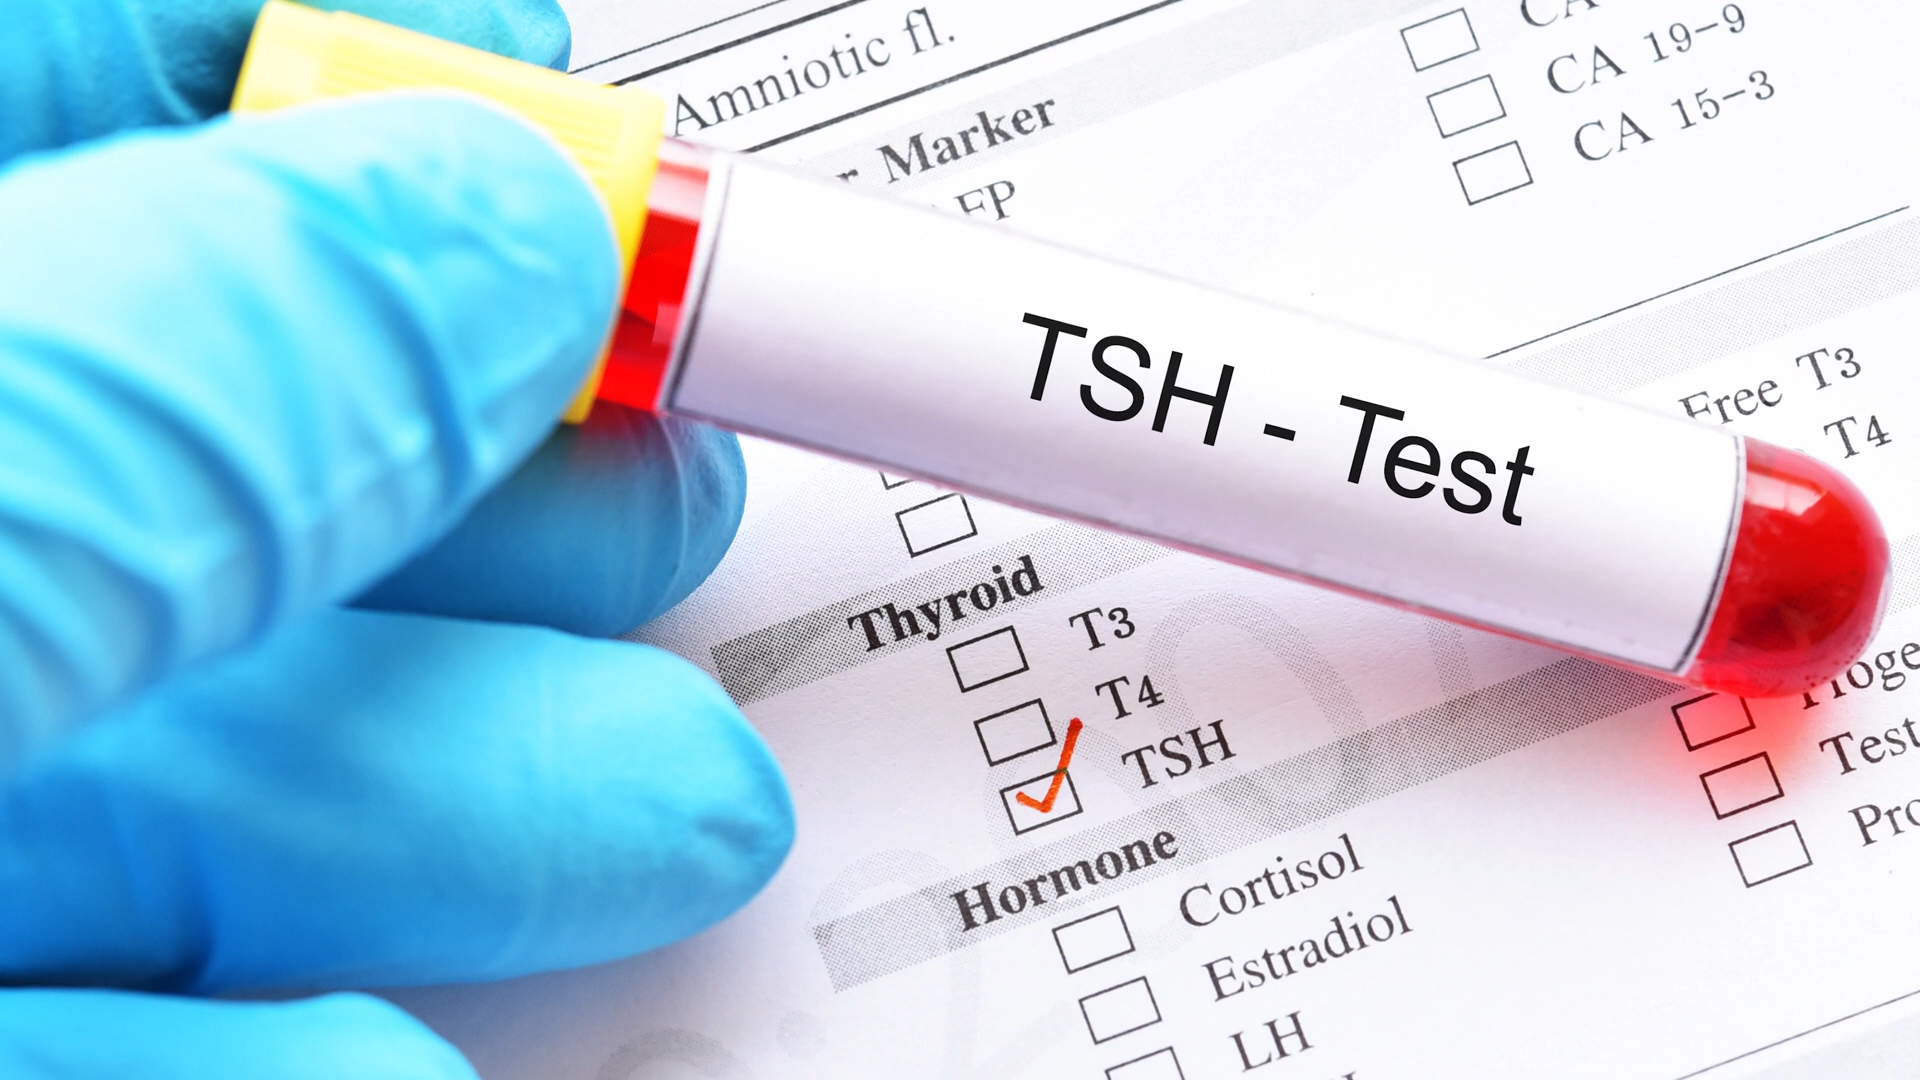 Amniotic fl.
Marker
CA
CA 19-9
CA 15-3
TSH - Test
Free T3
T4
Thyroid
T3
T4
TSH
Hormone
Cortisol
Estradiol
LH